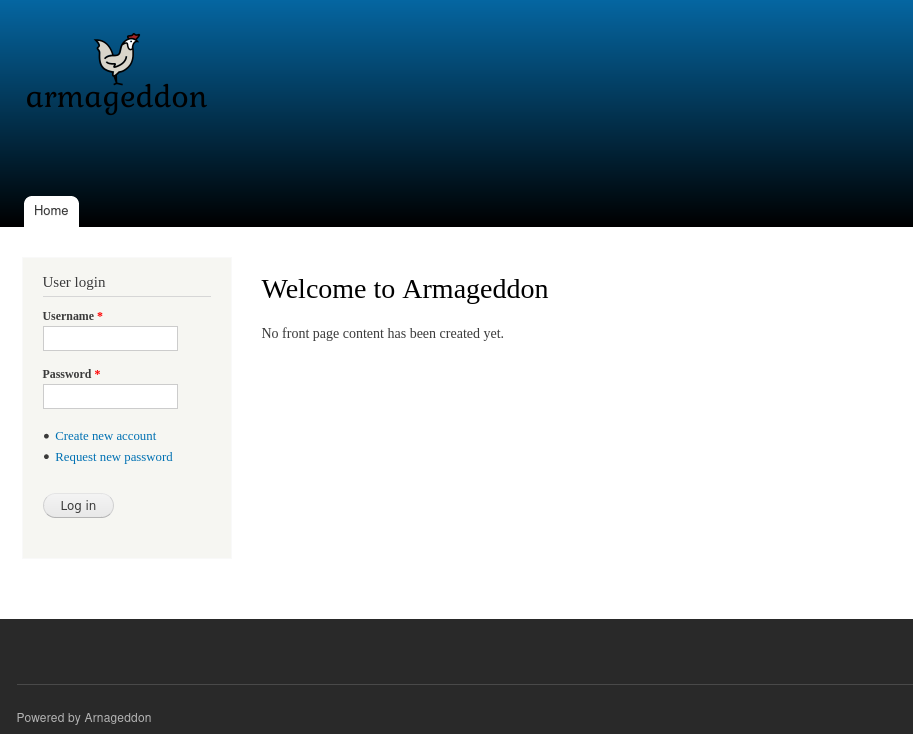 armageddon
Home
User login
Username *
Password *
Create new account
Request new password
Log in
Welcome to Armageddon
No front page content has been created yet.
Powered by Arnageddon